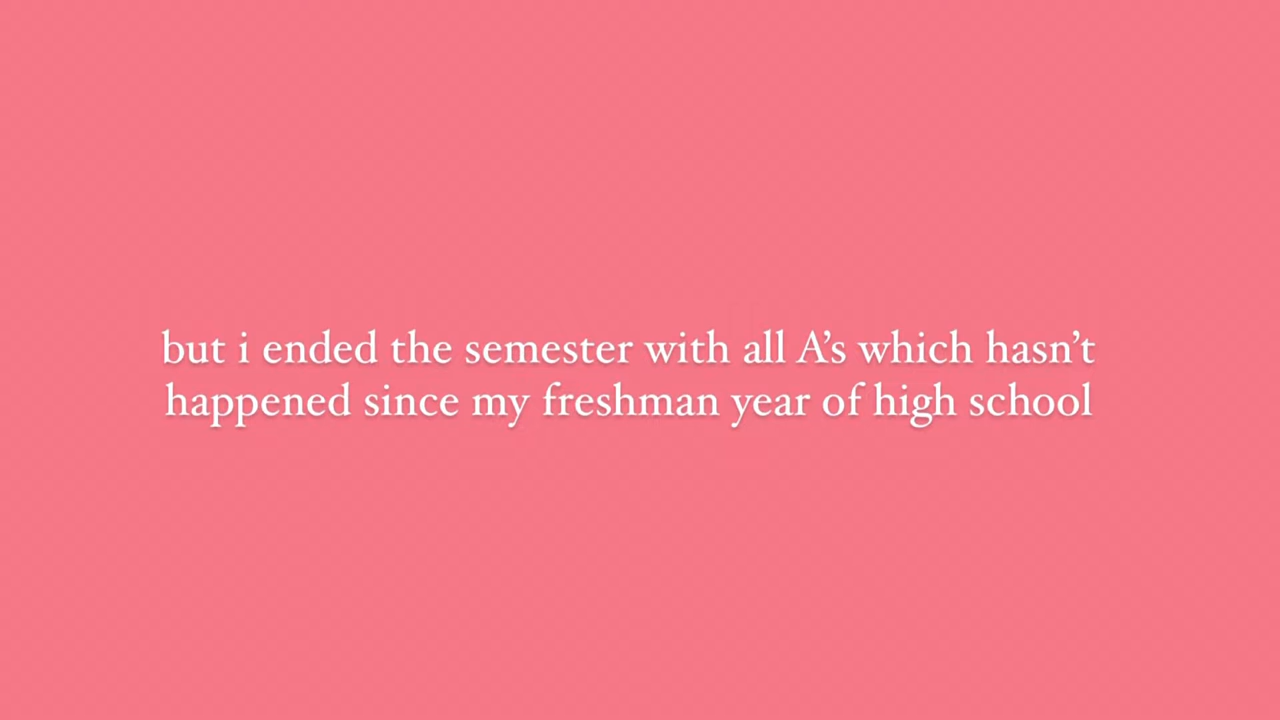 but i ended the semester with all A’s which hasn’t
happened since my freshman year of high school